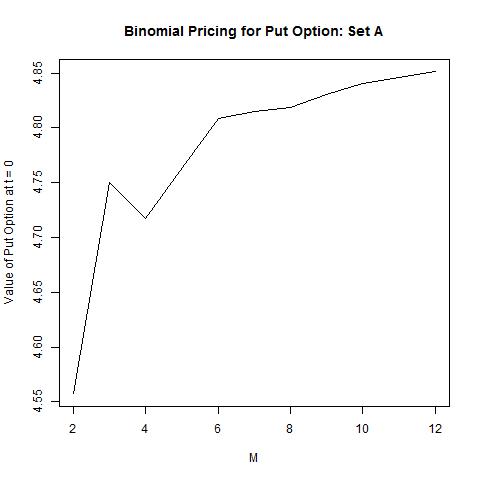 Binomial Pricing for Put Option: Set A
Value of Put Option at t = 0
4.85
4.80
4.75
4.70
4.65
4.60
4.55
2 4 6 8 10 12
M